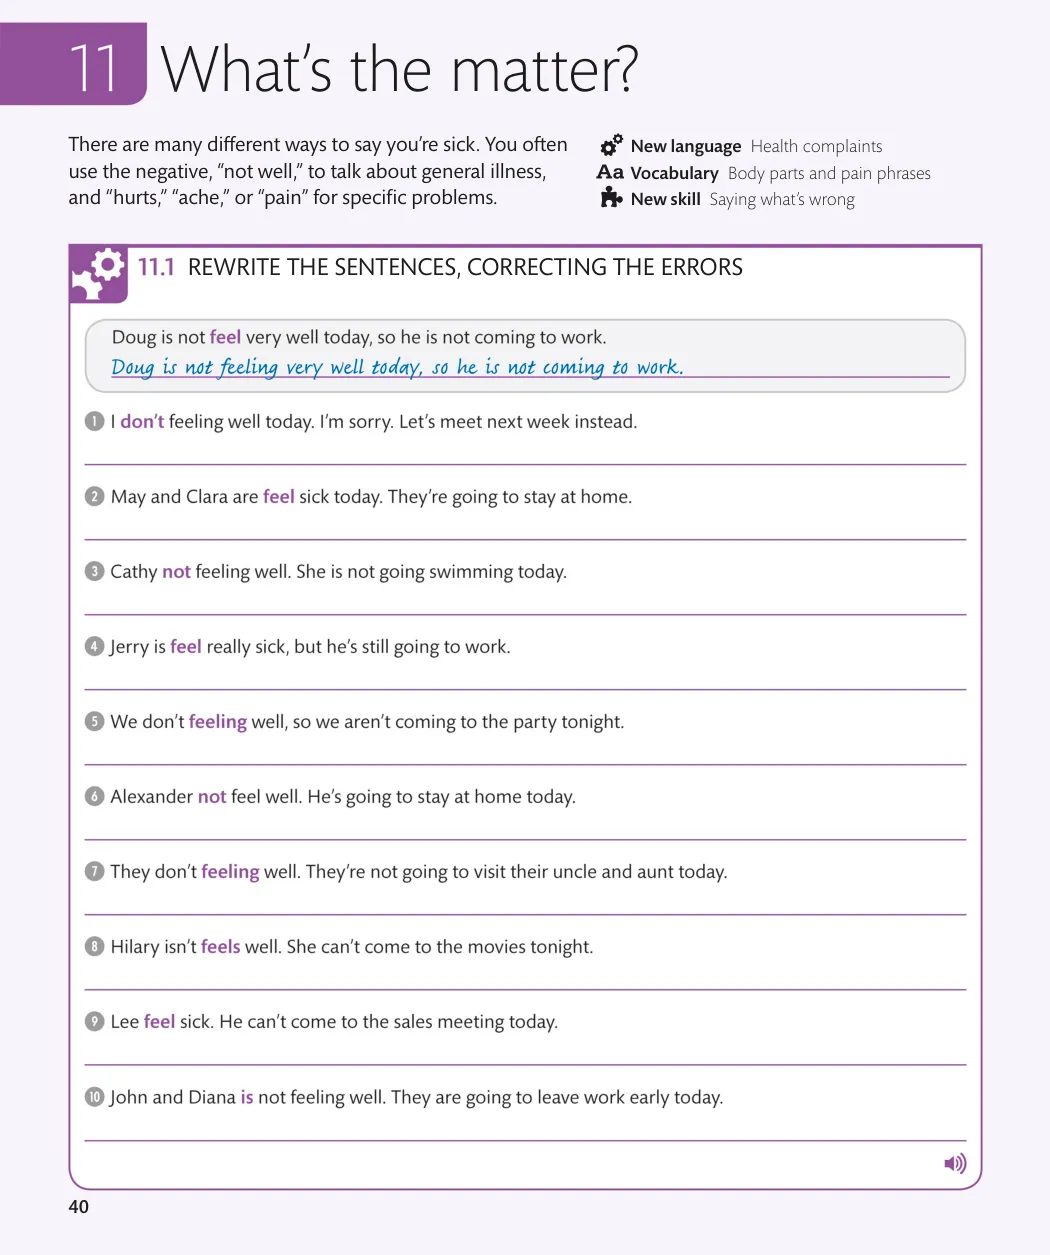 11 What’s the matter?
There are many different ways to say you’re sick. You often
use the negative, “not well,” to talk about general illness,
and “hurts,” “ache,” or “pain” for specific problems.
New language Health complaints
Aa Vocabulary Body parts and pain phrases
New skill Saying what’s wrong
11.1 REWRITE THE SENTENCES, CORRECTING THE ERRORS
Doug is not feel very well today, so he is not coming to work.
Doug is not feeling very well today, so he is not coming to work.
1 I don’t feeling well today. I’m sorry. Let’s meet next week instead.
2 May and Clara are feel sick today. They’re going to stay at home.
3 Cathy not feeling well. She is not going swimming today.
4 Jerry is feel really sick, but he’s still going to work.
5 We don’t feeling well, so we aren’t coming to the party tonight.
6 Alexander not feel well. He’s going to stay at home today.
7 They don’t feeling well. They’re not going to visit their uncle and aunt today.
8 Hilary isn’t feels well. She can’t come to the movies tonight.
9 Lee feel sick. He can’t come to the sales meeting today.
10 John and Diana is not feeling well. They are going to leave work early today.
40